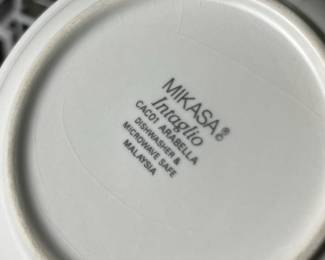 MIKASA®
Intaglio
CAC01 ARABELLA
DISHWASHER &
MICROWAVE SAFE
MALAYSIA